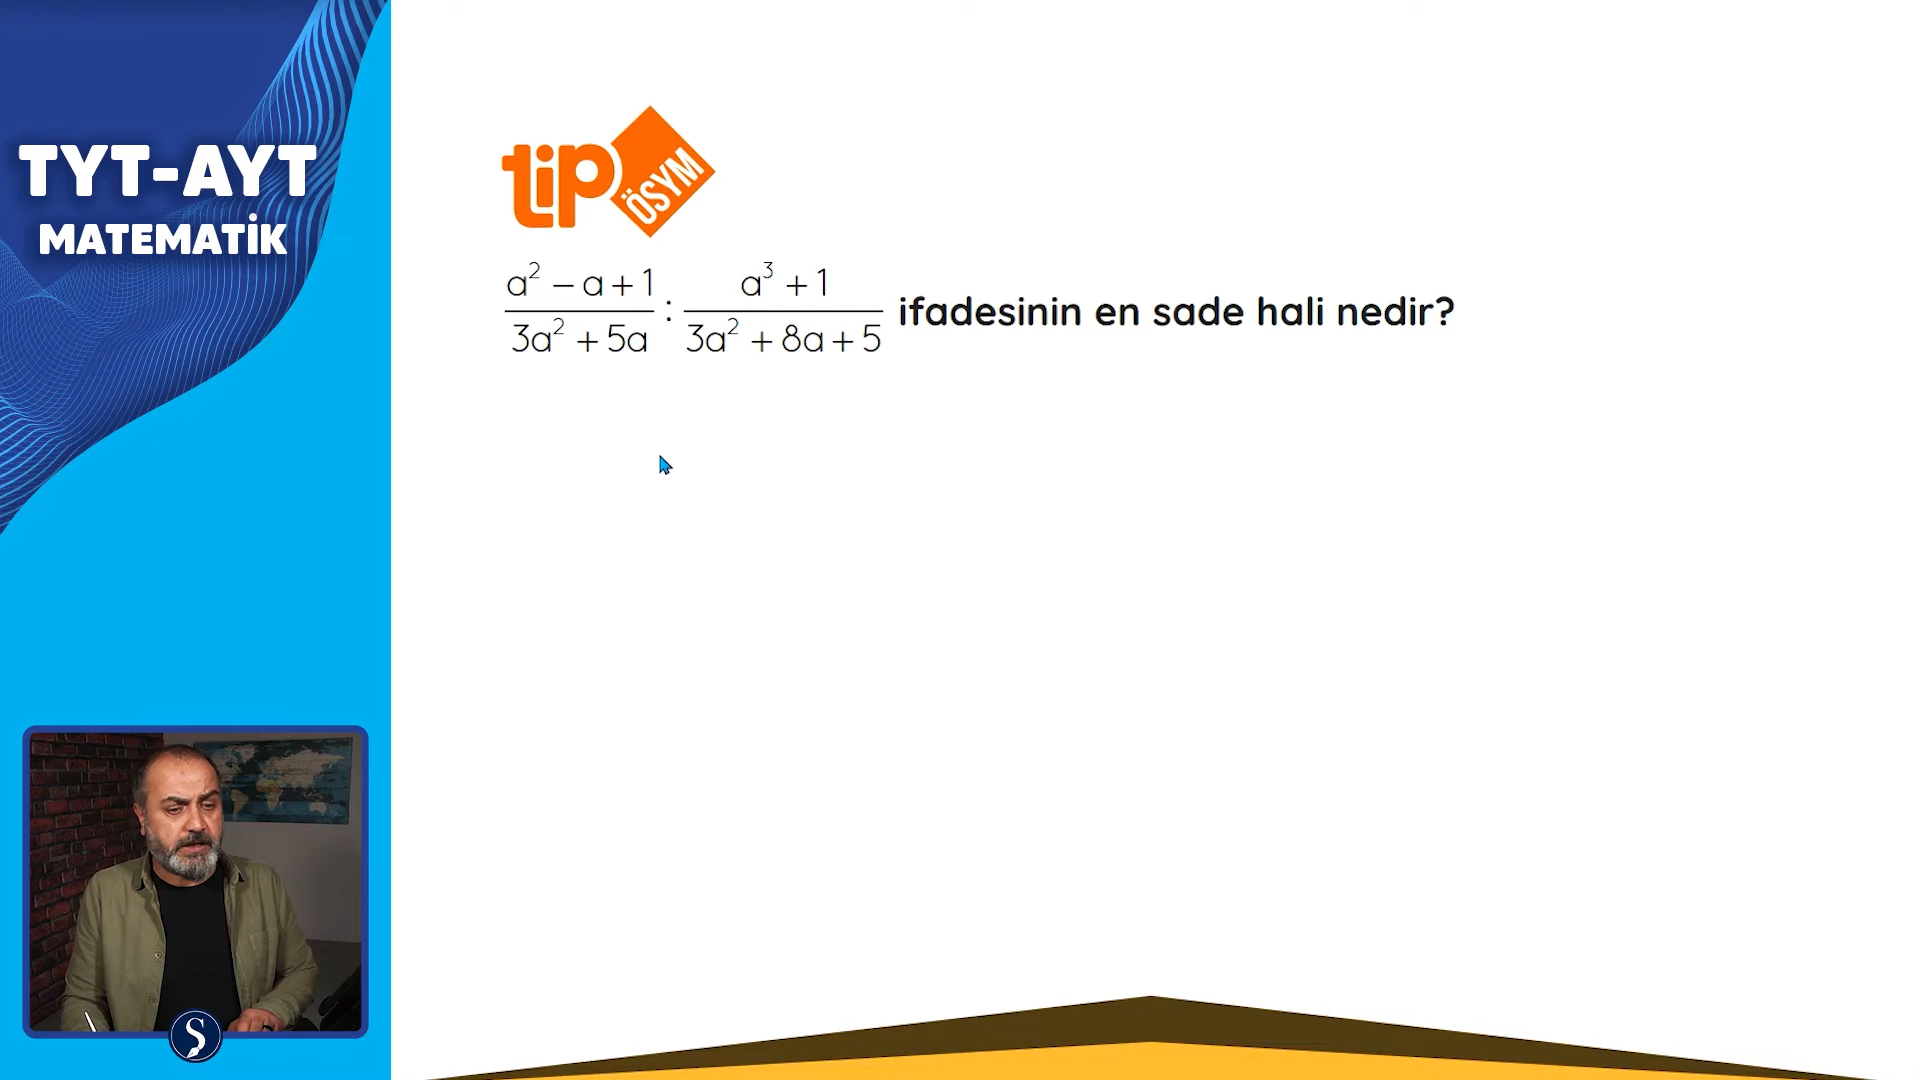 TYT-AYT
MATEMATİK
tip ÖSYM
a² − a + 1 / 3a² + 5a : a³ + 1 / 3a² + 8a + 5 ifadesinin en sade hali nedir?
S